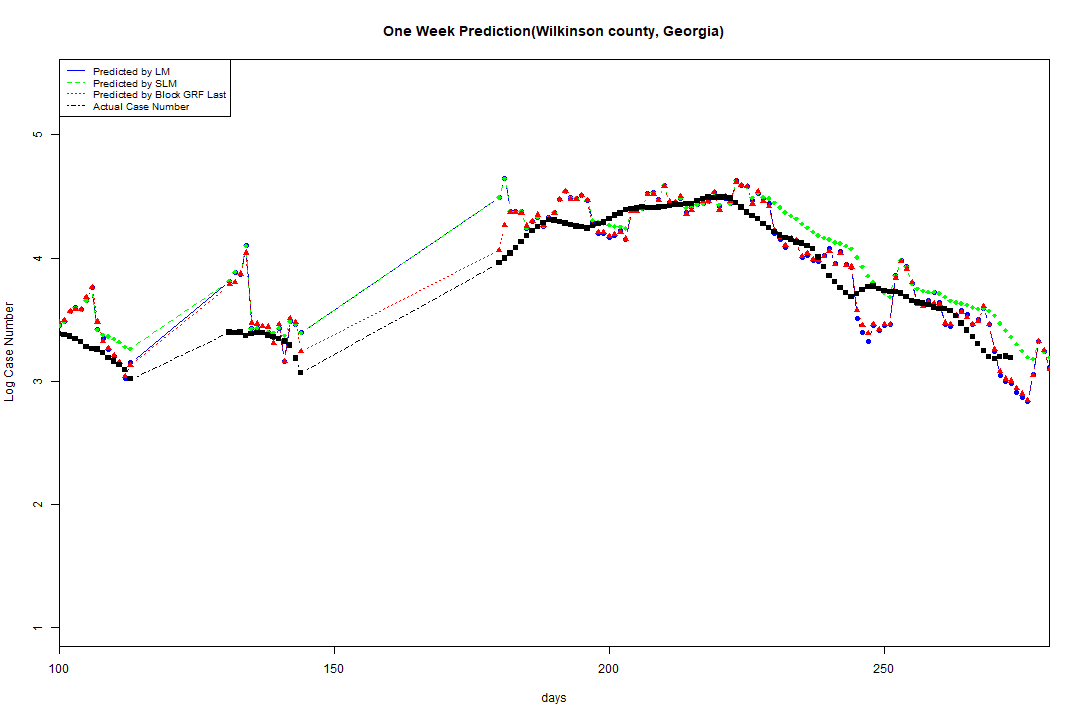 One Week Prediction(Wilkinson county, Georgia)
Predicted by LM
Predicted by SLM
Predicted by Block GRF Last
Actual Case Number
5
4
3
2
1
Log Case Number
100 150 200 250
days